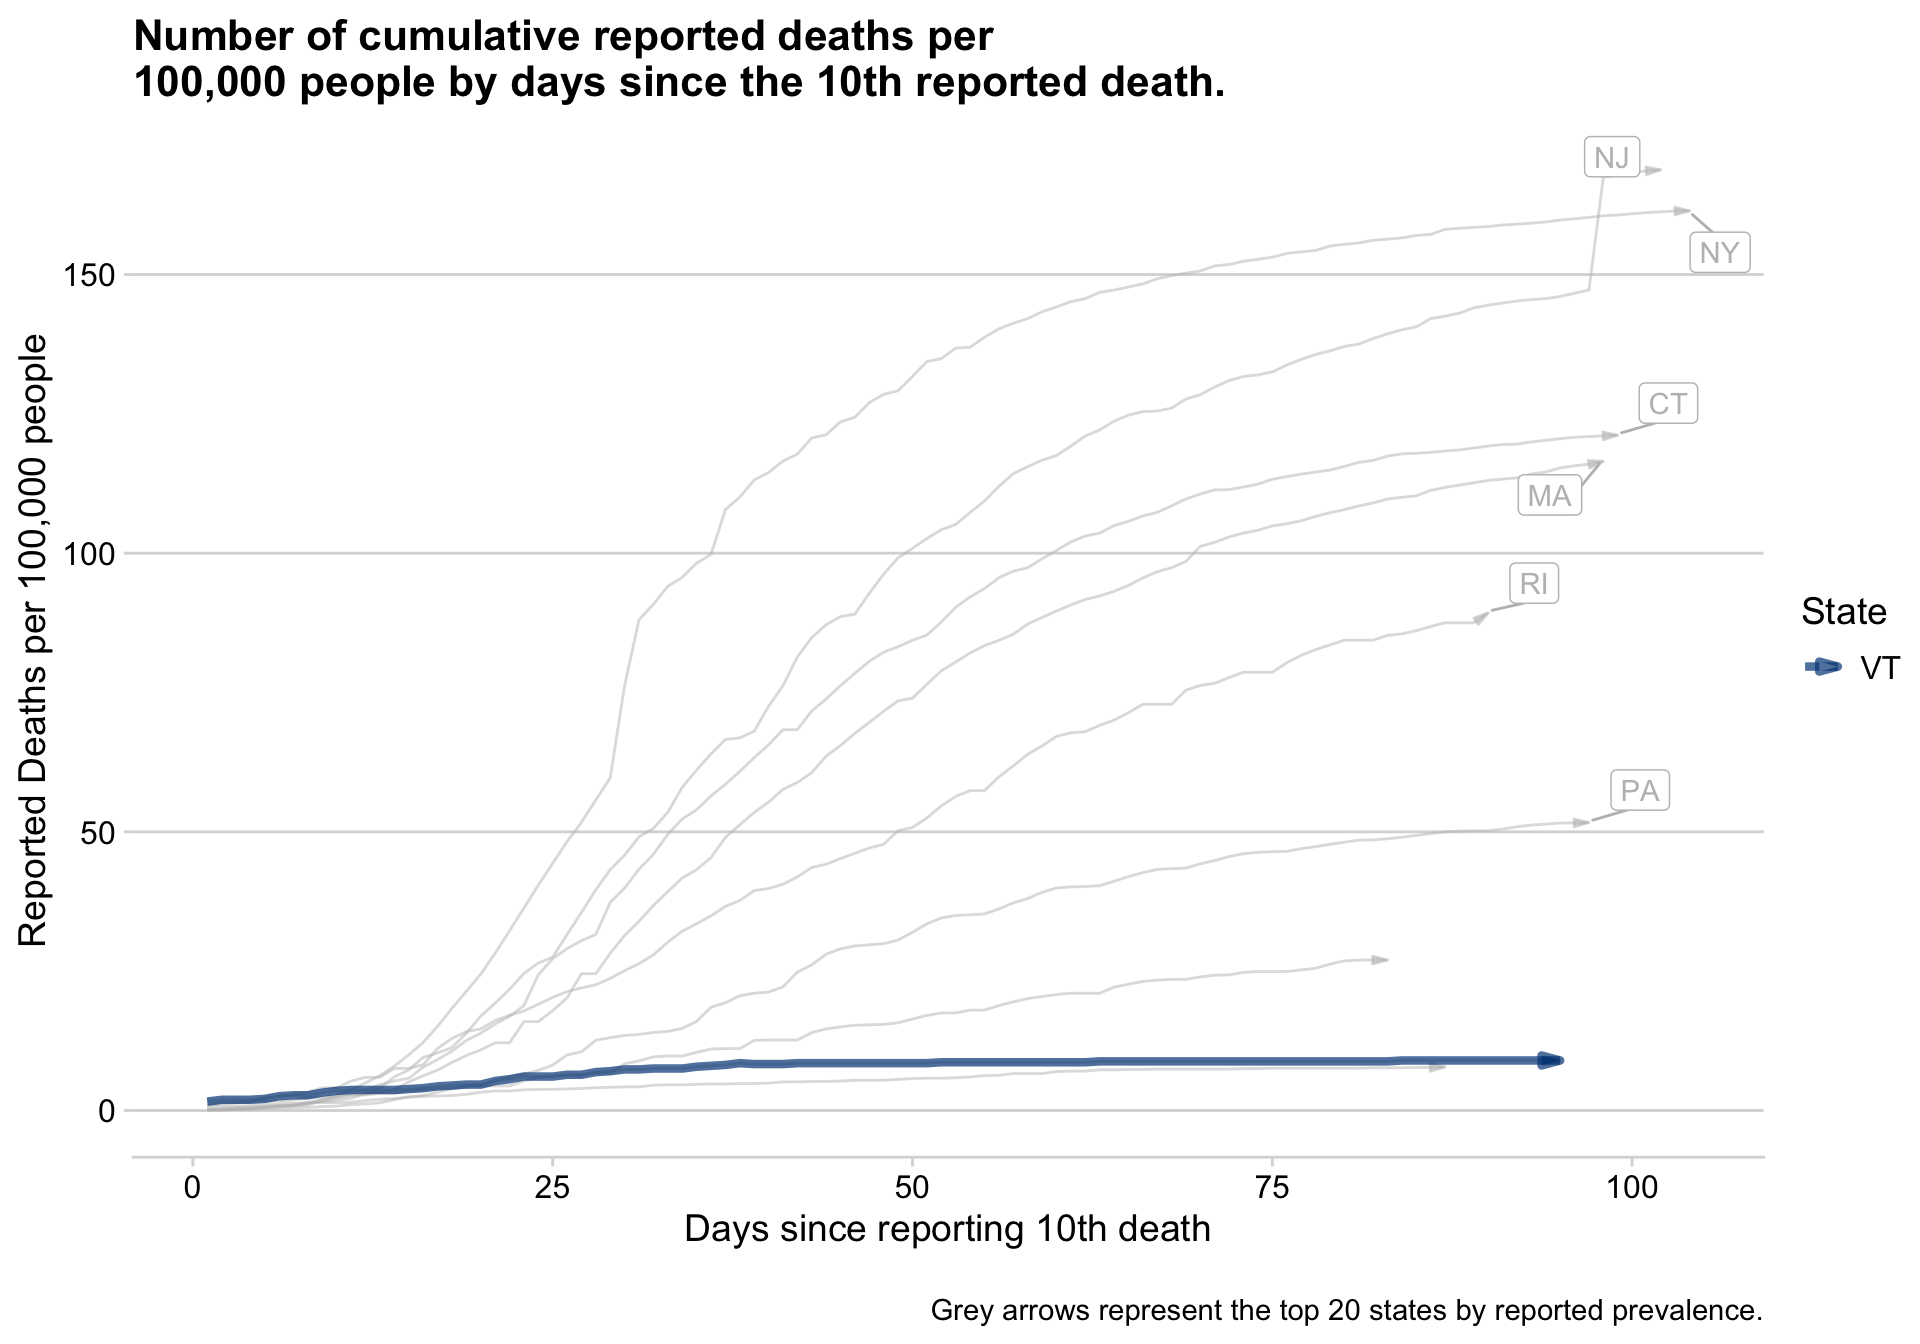 Number of cumulative reported deaths per
100,000 people by days since the 10th reported death.
NJ
NY
150
CT
MA
100
RI
State
VT
PA
50
0
Reported Deaths per 100,000 people
0 25 50 75 100
Days since reporting 10th death
Grey arrows represent the top 20 states by reported prevalence.